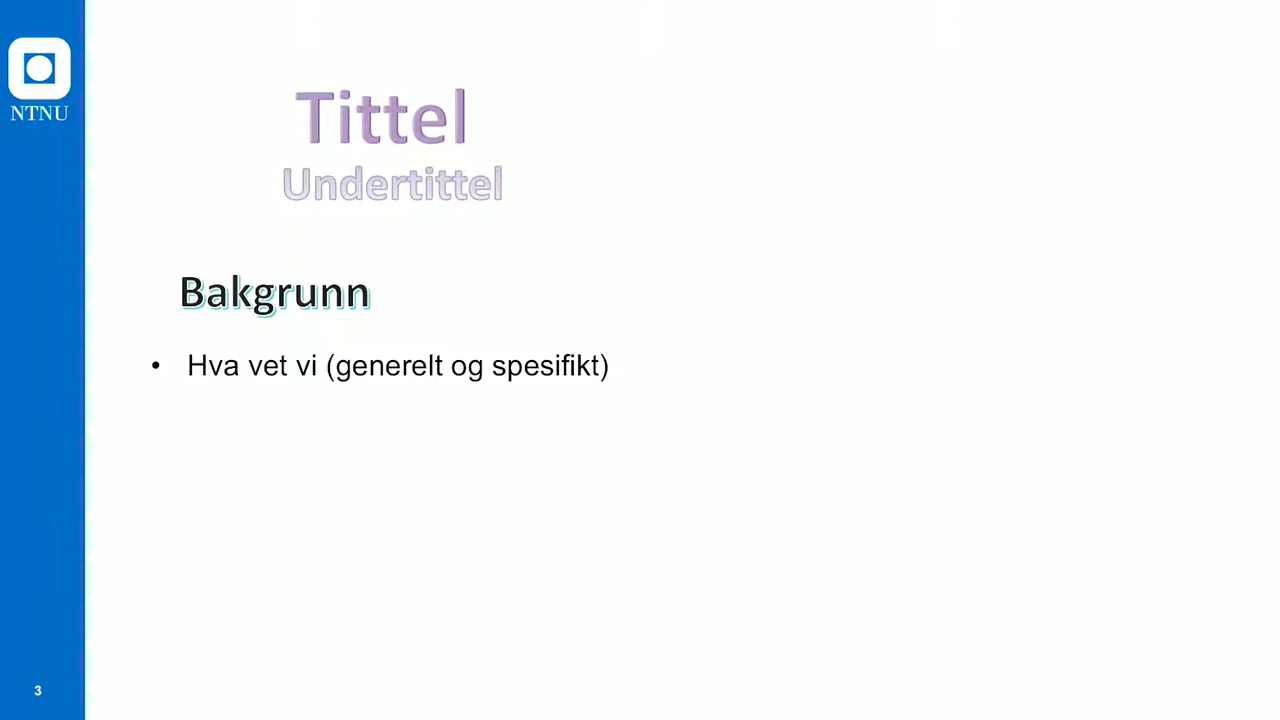 NTNU
Tittel
Undertittel
Bakgrunn
• Hva vet vi (generelt og spesifikt)
3